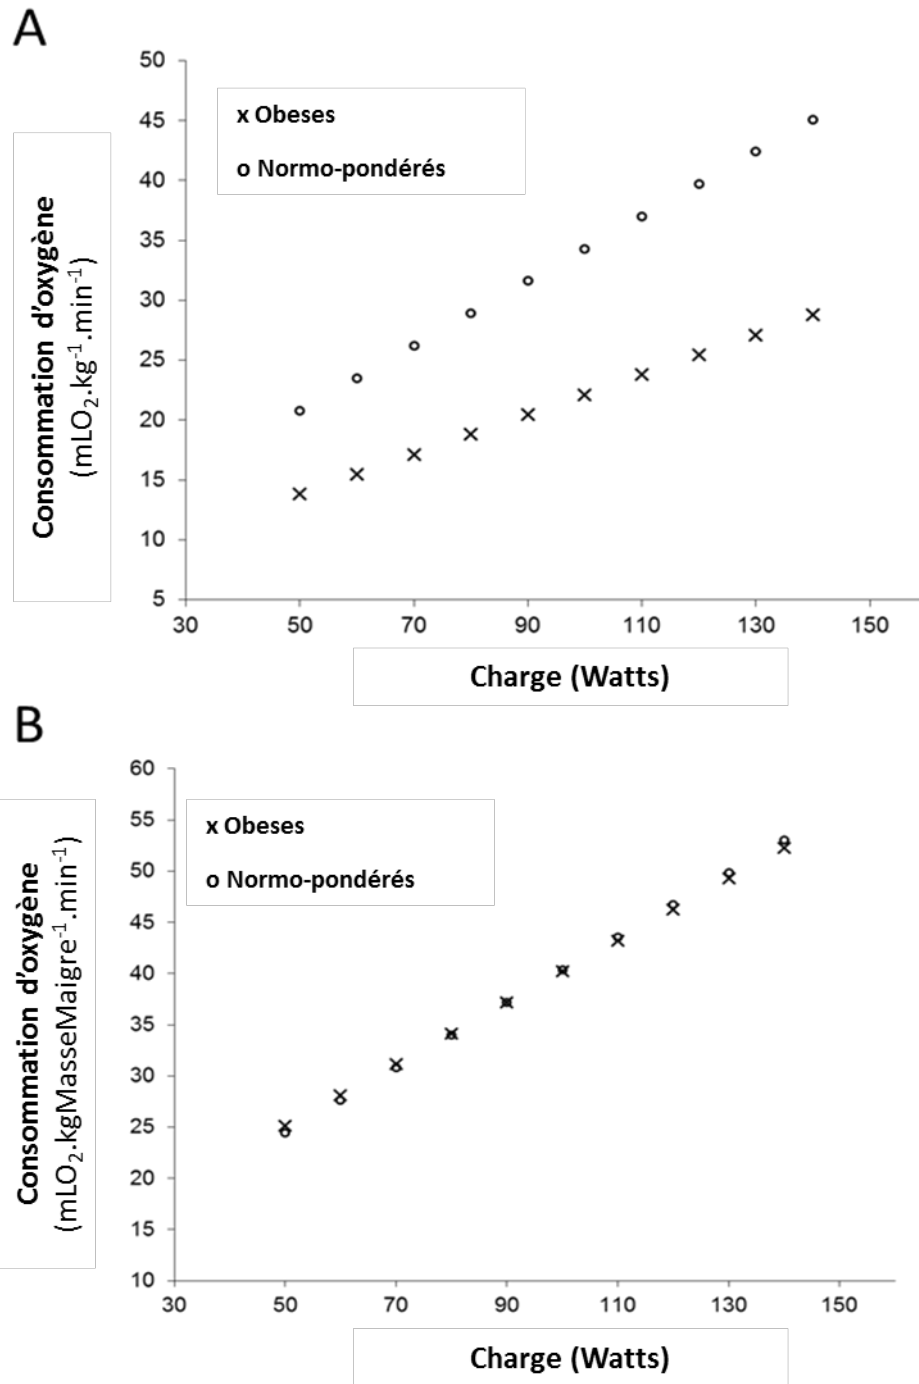 A
50
45
40
35
30
25
20
15
10
5
x Obeses
o Normo-pondérés
Consommation d'oxygène
(mLO₂.kg⁻¹.min⁻¹)
30 50 70 90 110 130 150
Charge (Watts)
B
60
55
50
45
40
35
30
25
20
15
10
x Obeses
o Normo-pondérés
Consommation d'oxygène
(mLO₂.kgMasseMaigre⁻¹.min⁻¹)
30 50 70 90 110 130 150
Charge (Watts)